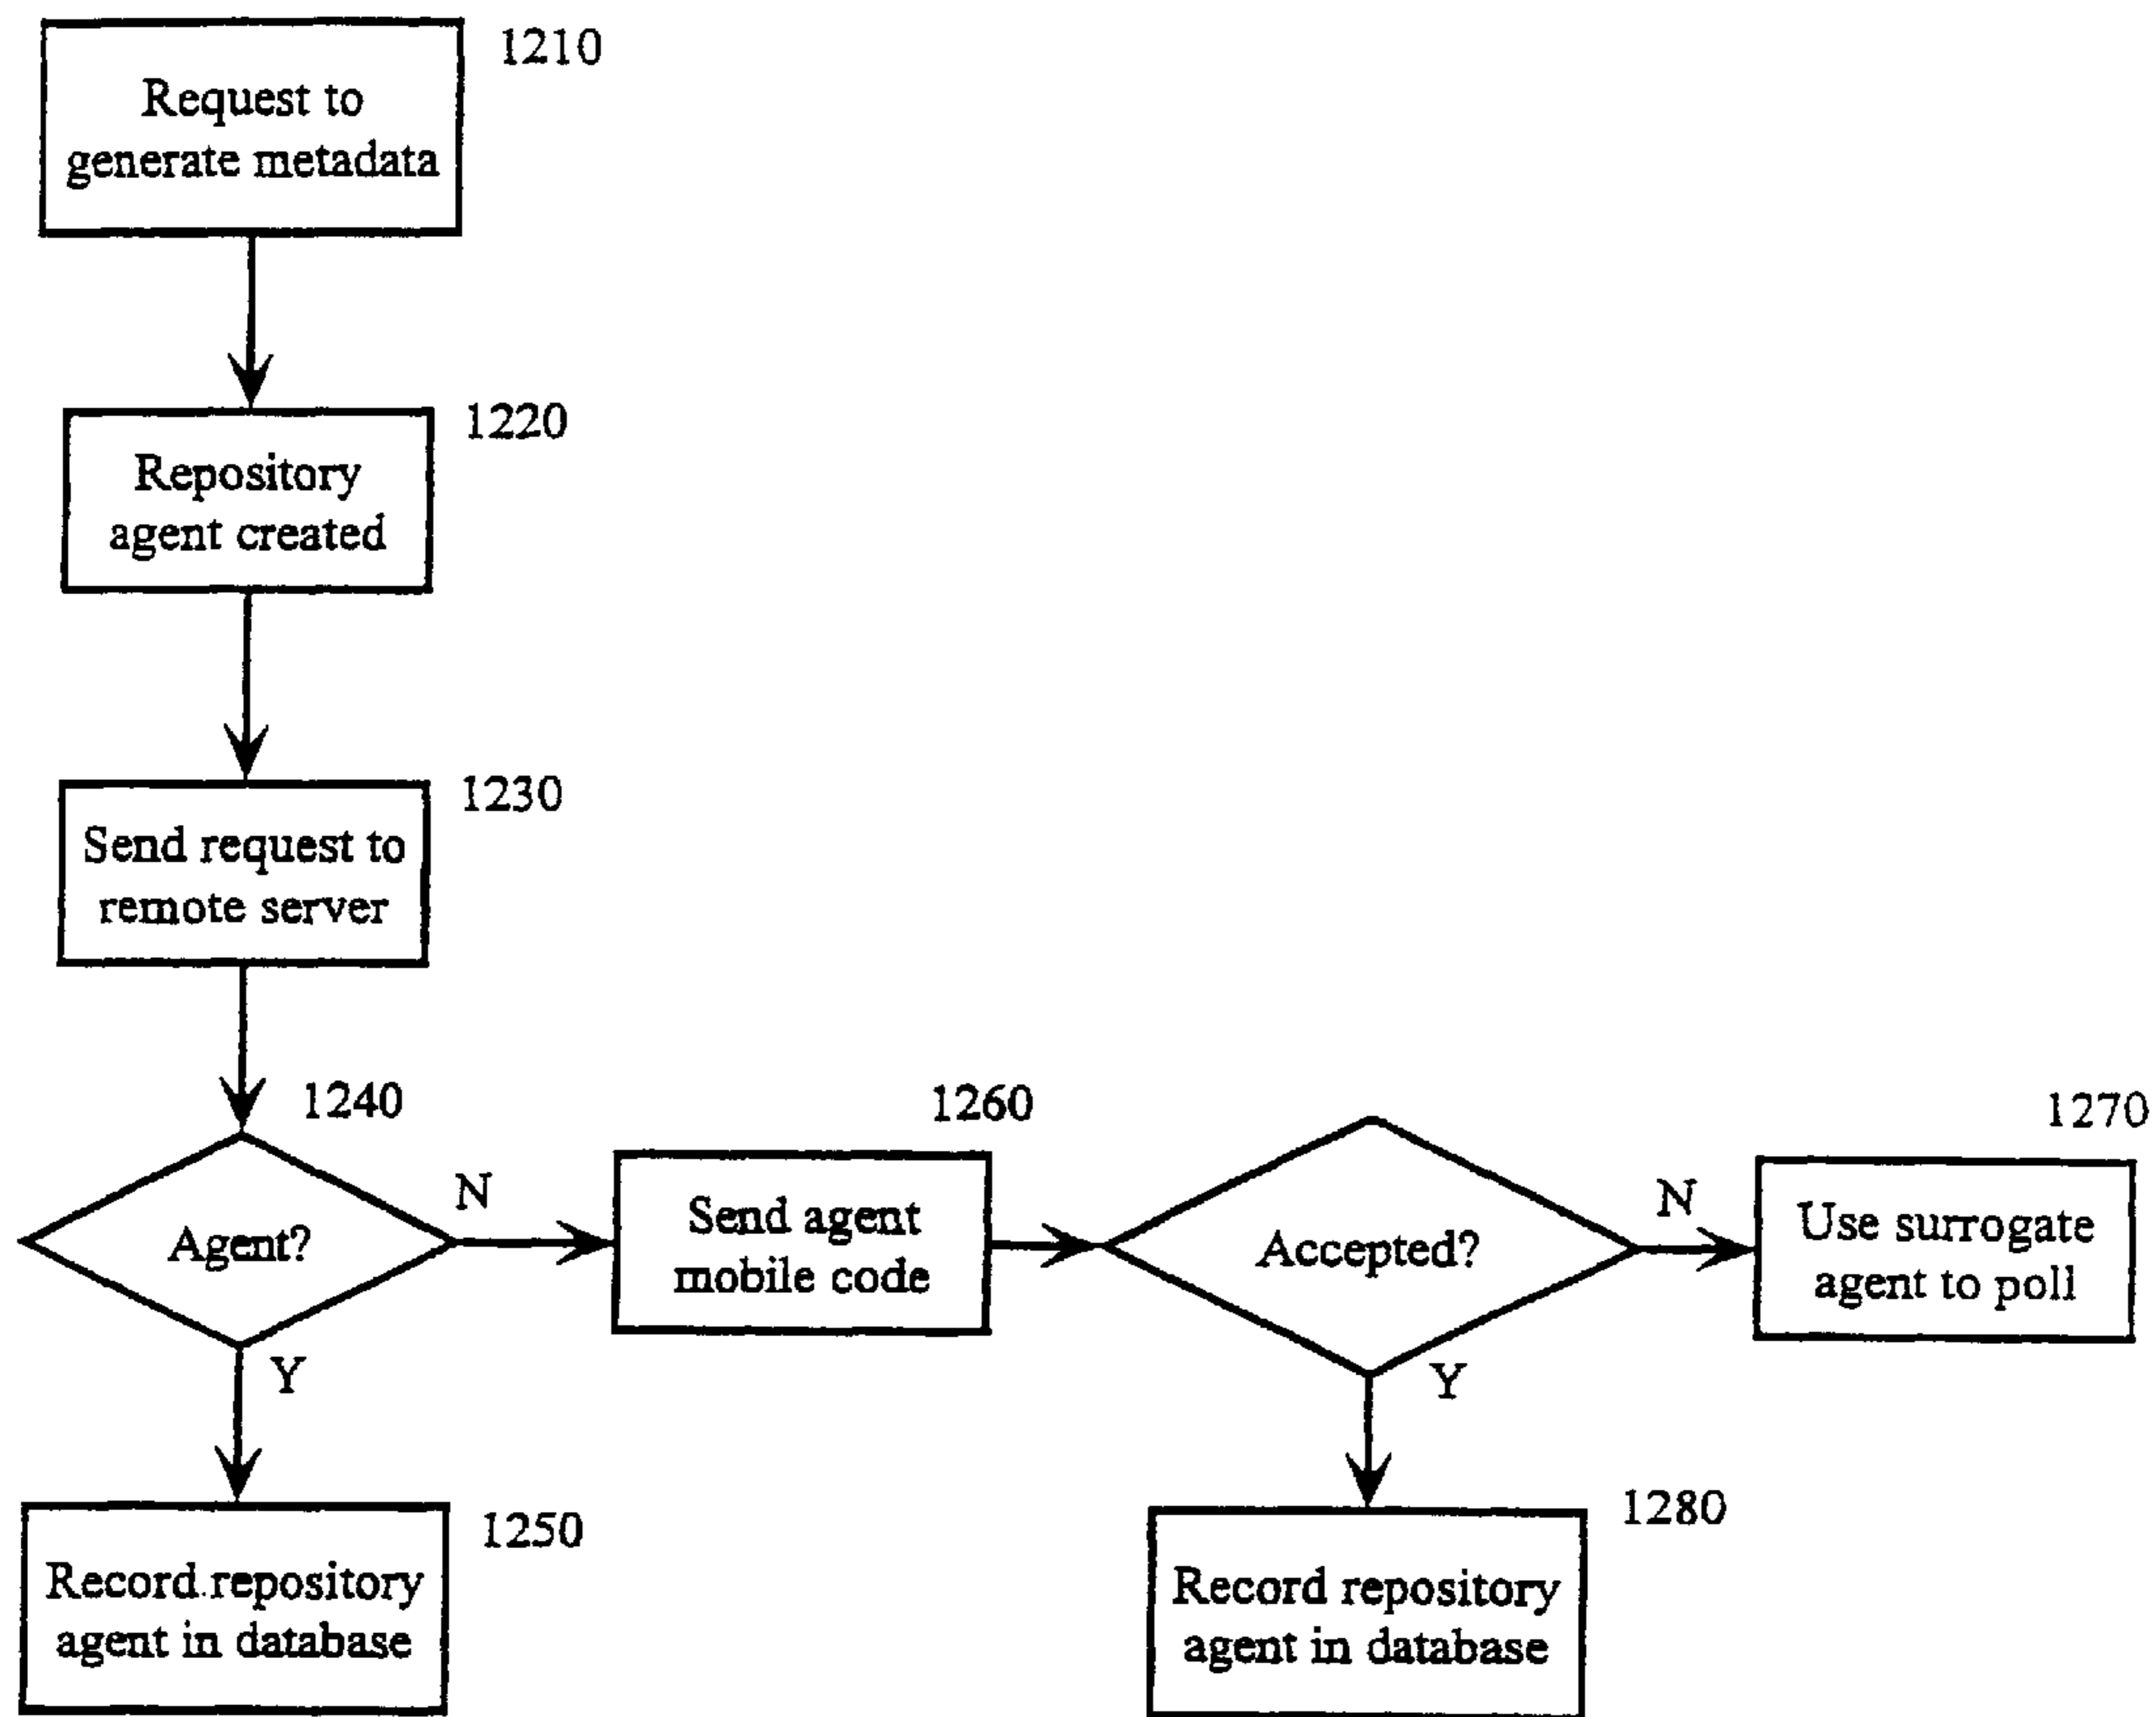 1210
Request to
generate metadata
1220
Repository
agent created
1230
Send request to
remote server
1240
Agent?
N
Y
1260
Send agent
mobile code
Accepted?
N
Y
1270
Use surrogate
agent to poll
1250
Record repository
agent in database
1280
Record repository
agent in database